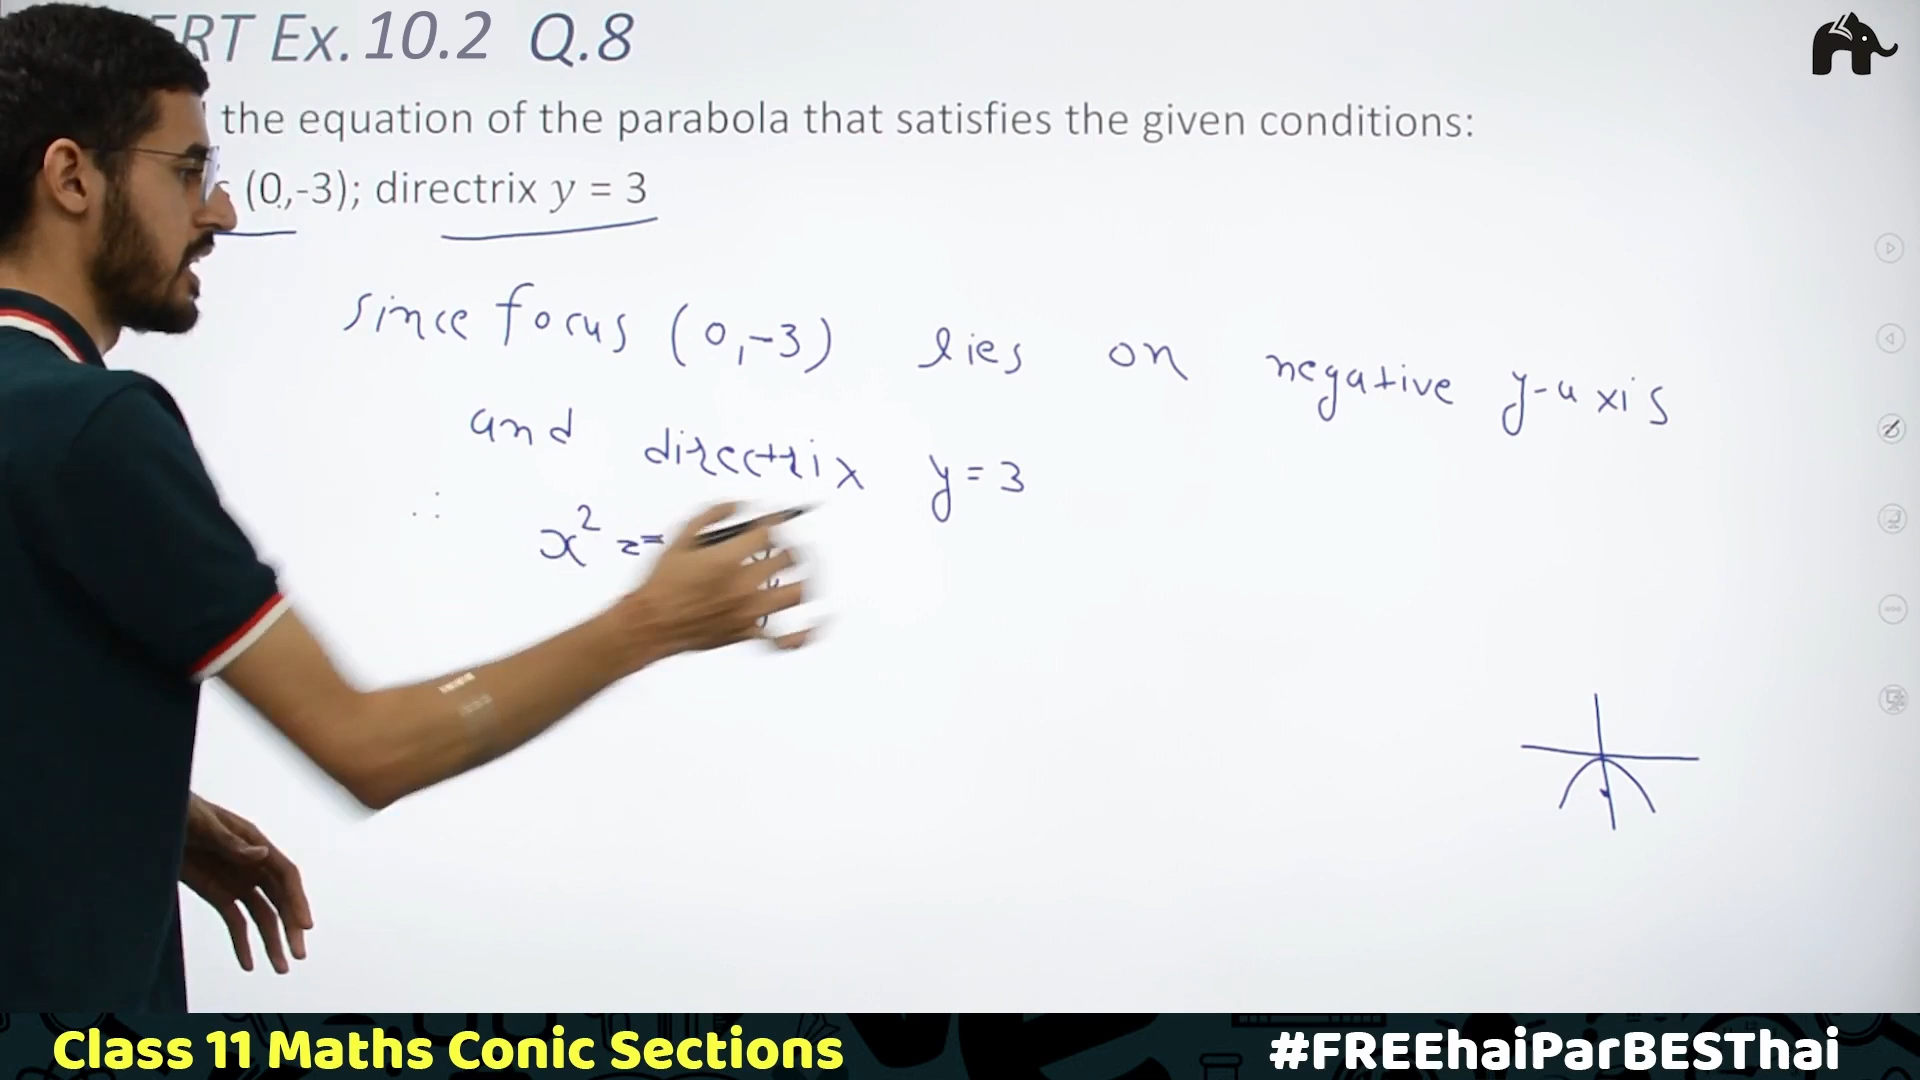 RT Ex. 10.2 Q.8
the equation of the parabola that satisfies the given conditions:
(0,-3); directrix y = 3
since focus (0,-3) lies on negative y-axis
and directrix y = 3
∴ x² =
Class 11 Maths Conic Sections
#FREEhaiParBESThai